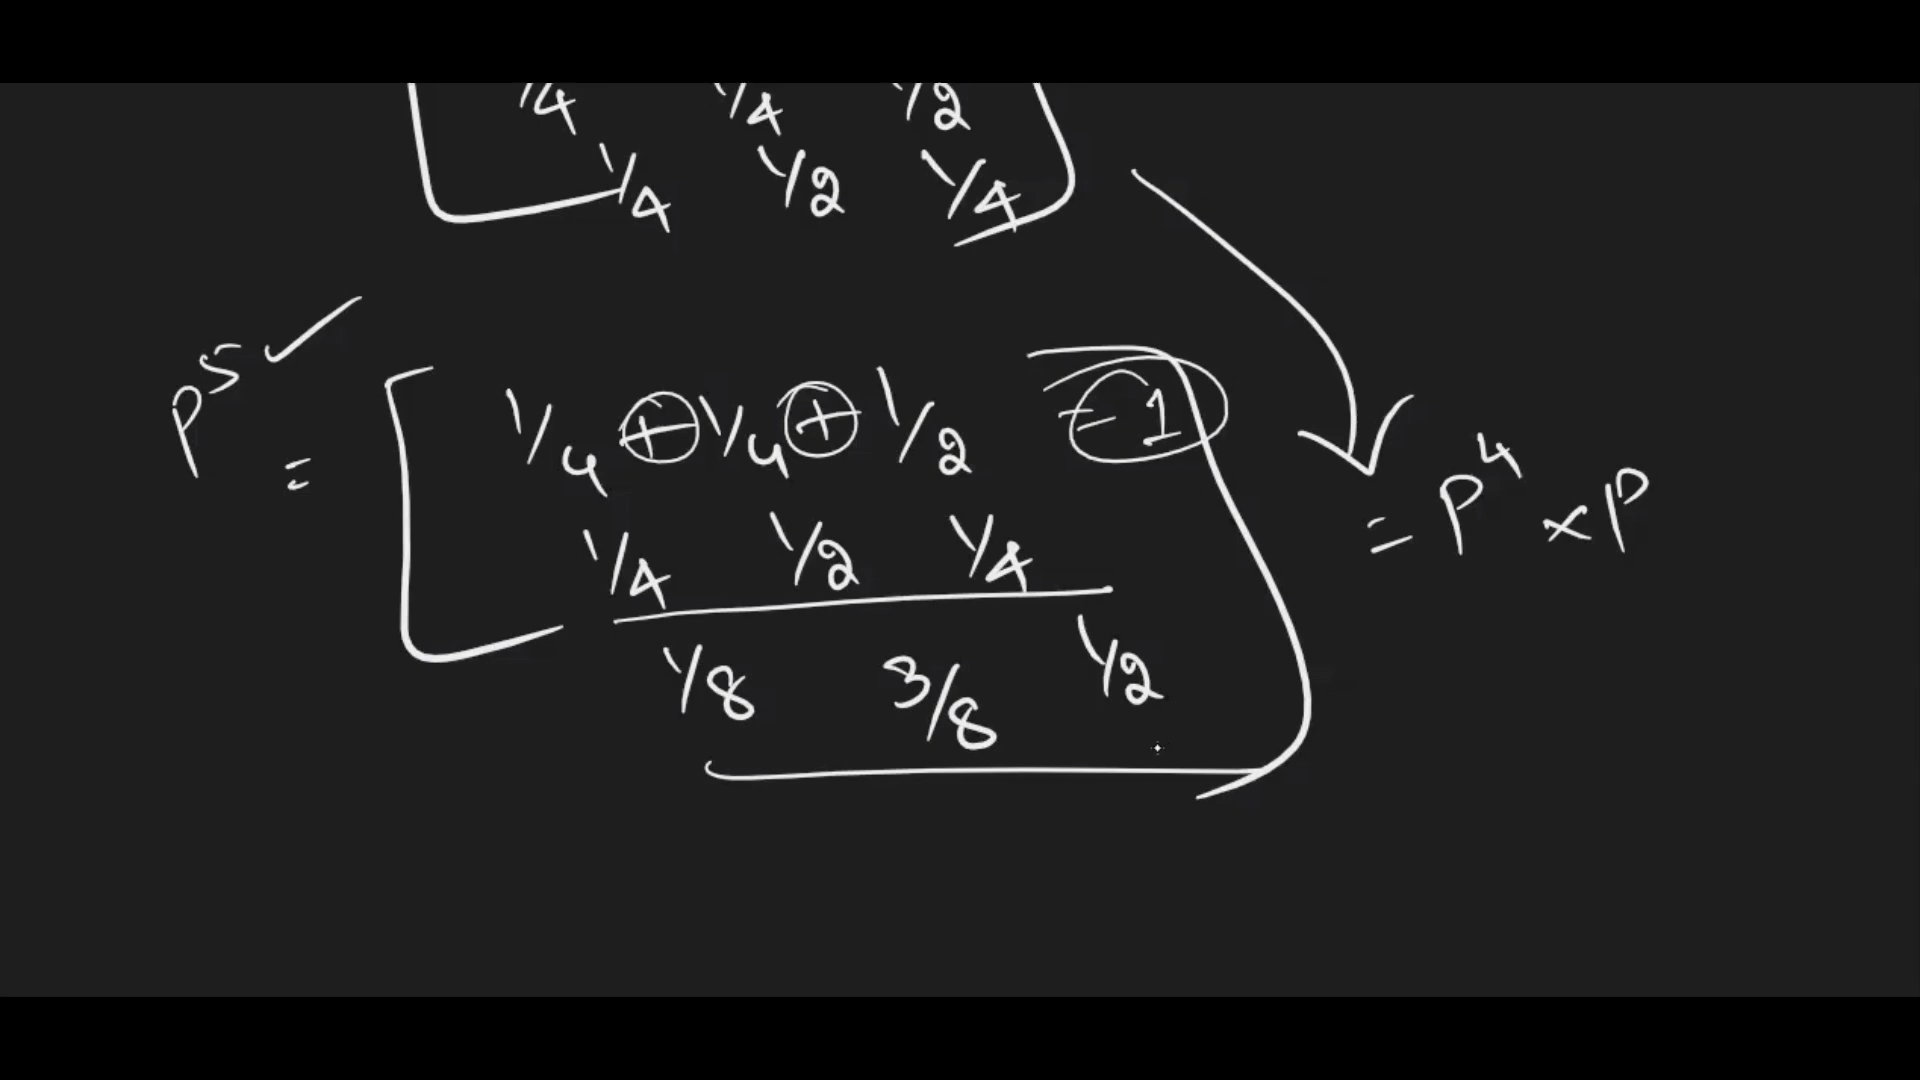 1/4 1/4 1/2
1/4 1/2 1/4
P⁵ = 1/4 + 1/4 + 1/2 = 1
1/4 1/2 1/4
1/8 3/8 1/2
= P⁴ × P